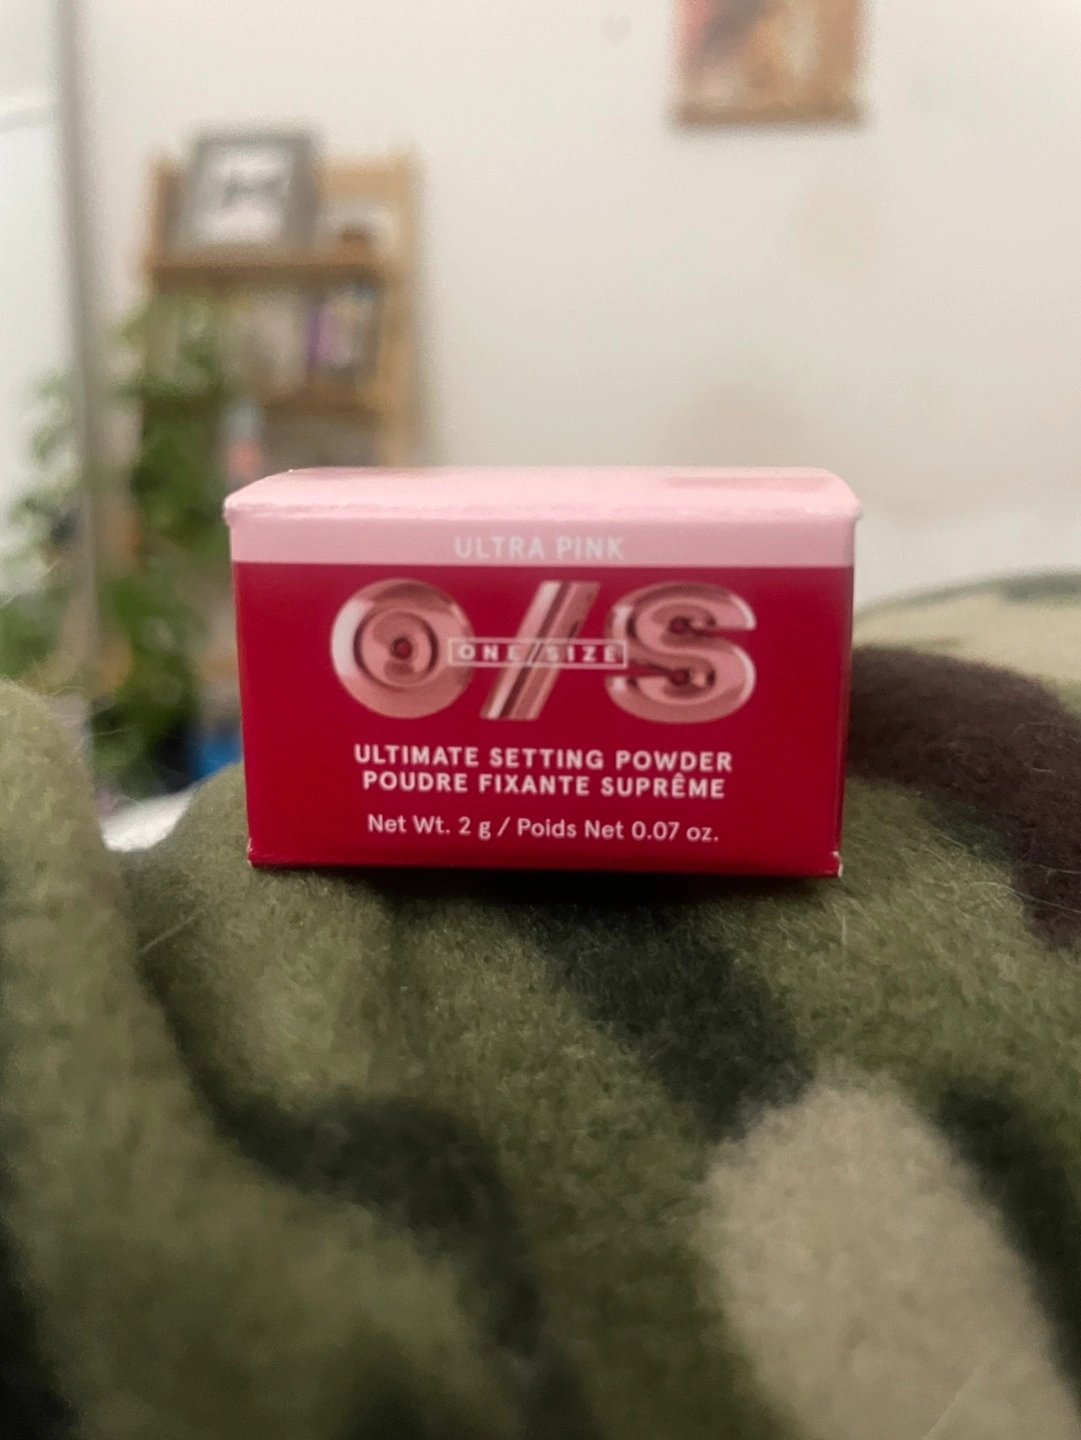 ULTRA PINK
O/S
ONE/SIZE
ULTIMATE SETTING POWDER
POUDRE FIXANTE SUPRÊME
Net Wt. 2 g / Poids Net 0.07 oz.